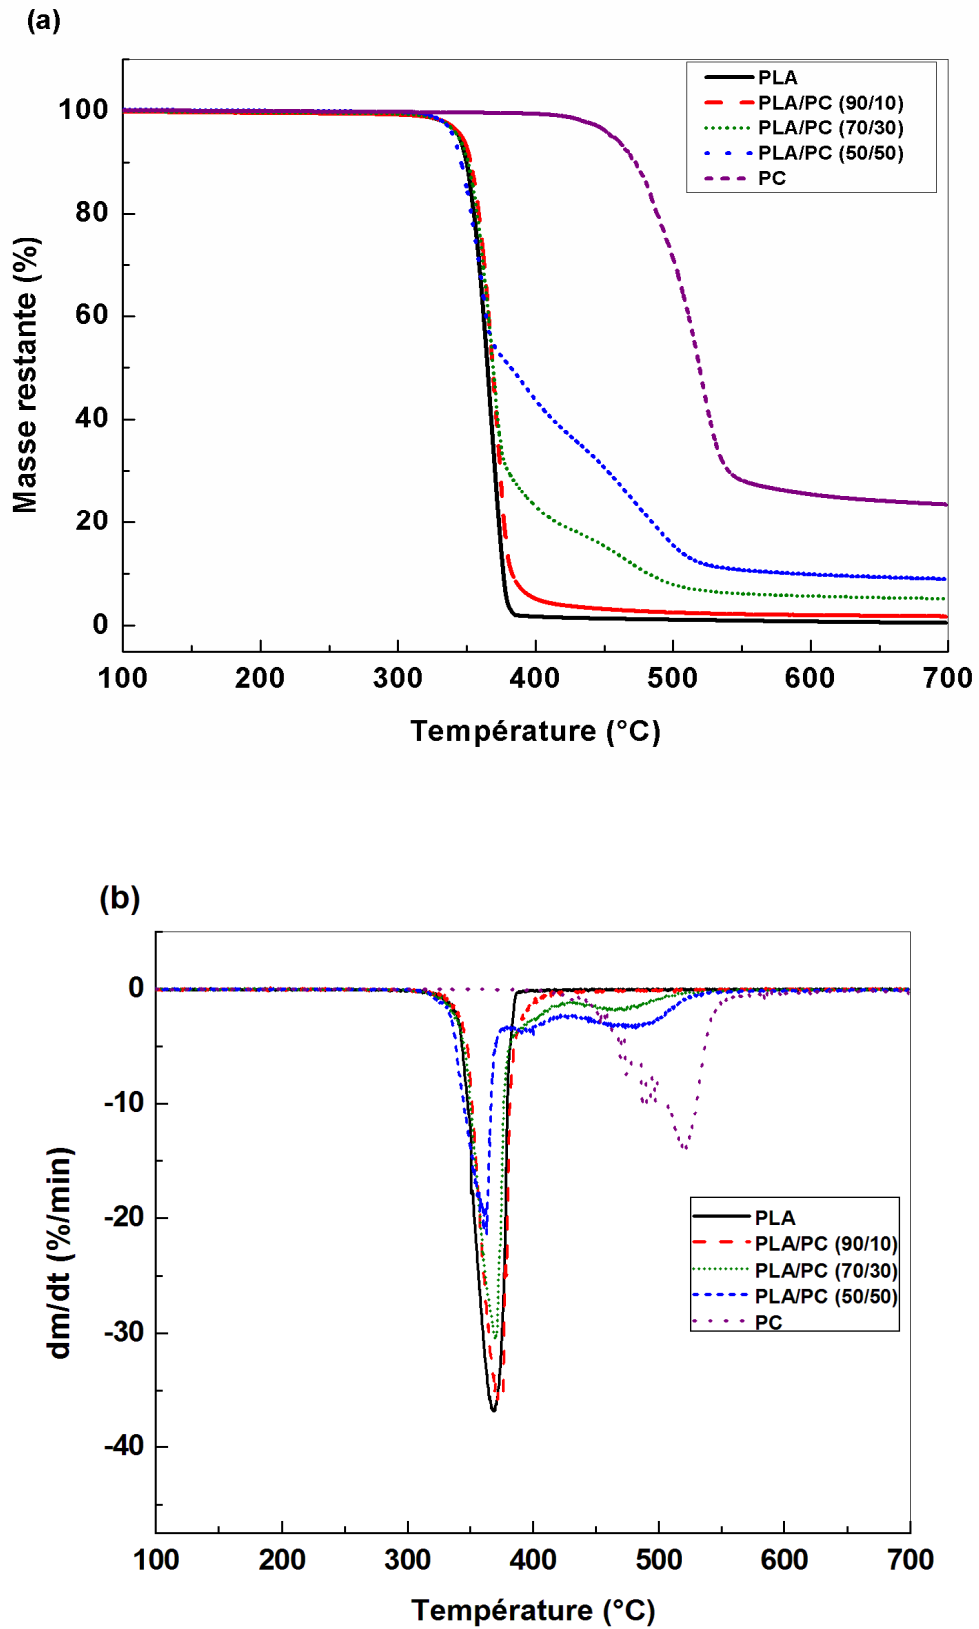 (a)
PLA
PLA/PC (90/10)
PLA/PC (70/30)
PLA/PC (50/50)
PC
100
80
60
40
20
0
Masse restante (%)
100 200 300 400 500 600 700
Température (°C)
(b)
0
-10
-20
-30
-40
dm/dt (%/min)
PLA
PLA/PC (90/10)
PLA/PC (70/30)
PLA/PC (50/50)
PC
100 200 300 400 500 600 700
Température (°C)